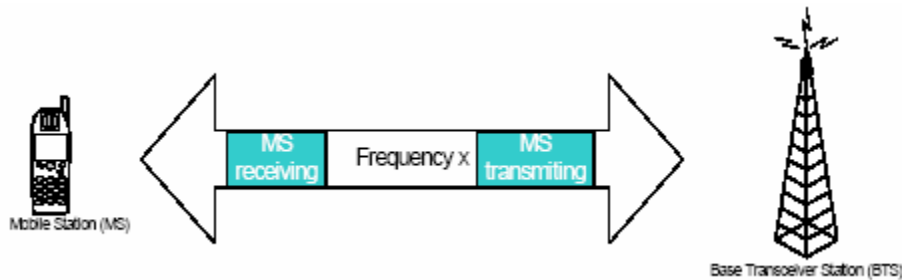 MS
receiving
Frequency x
MS
transmiting
Mobile Station (MS)
Base Transceiver Station (BTS)